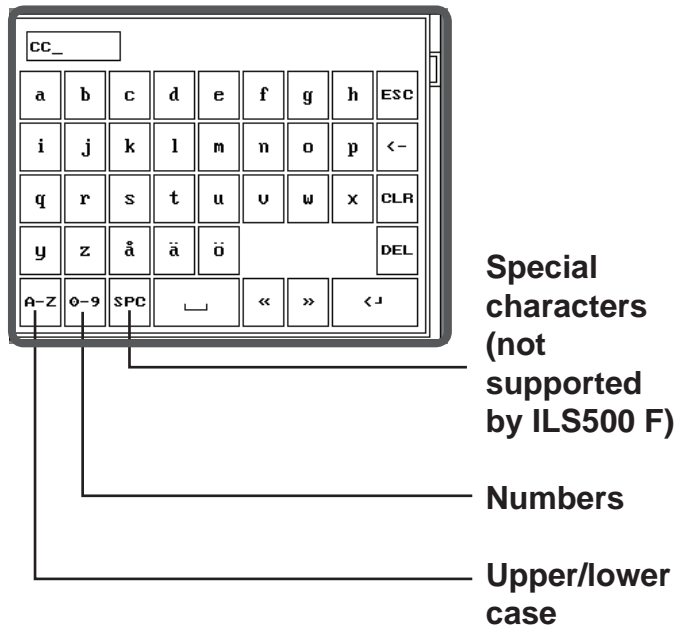 cc_
a b c d e f g h ESC
i j k l m n o p <-
q r s t u v w x CLR
y z å ä ö DEL
A-Z 0-9 SPC ⎵ « » ↵
Special
characters
(not
supported
by ILS500 F)
Numbers
Upper/lower
case